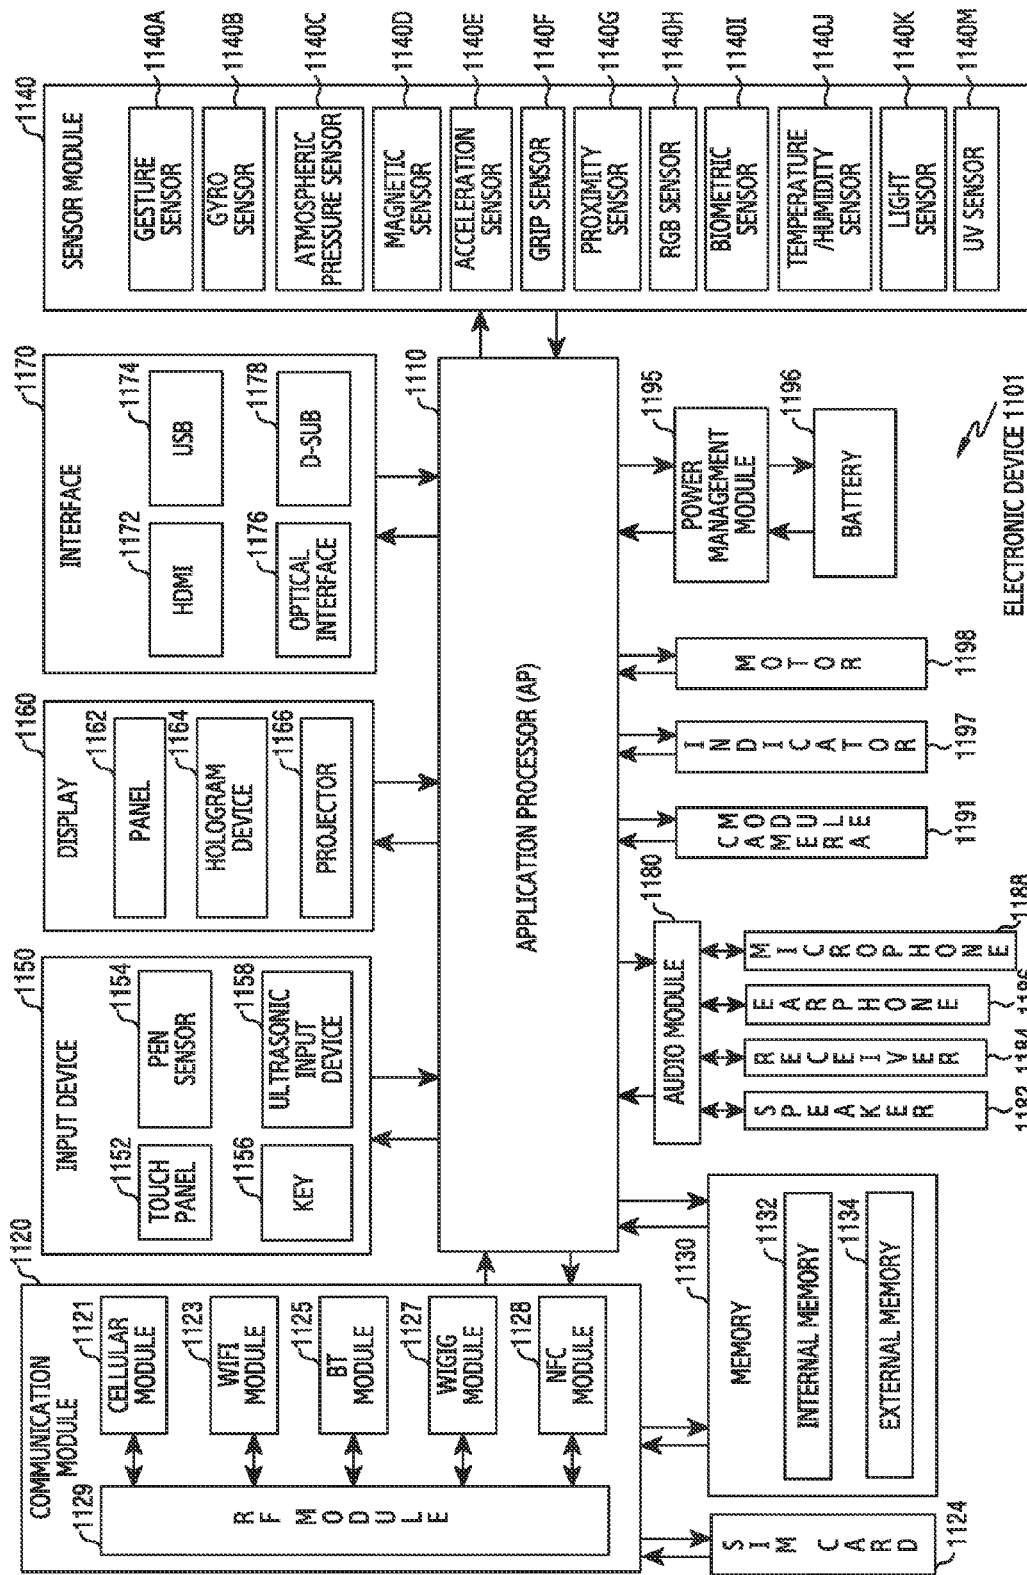 COMMUNICATION
MODULE
1120
1129
RF MODULE
1121
CELLULAR
MODULE
1123
WIFI
MODULE
1125
BT
MODULE
1127
WIGIG
MODULE
1128
NFC
MODULE
INPUT DEVICE
1150
1152
TOUCH
PANEL
1154
PEN
SENSOR
1156
KEY
1158
ULTRASONIC
INPUT
DEVICE
DISPLAY
1160
1162
PANEL
1164
HOLOGRAM
DEVICE
1166
PROJECTOR
INTERFACE
1170
1172
HDMI
1174
USB
1176
OPTICAL
INTERFACE
1178
D-SUB
SENSOR MODULE
1140
GESTURE
SENSOR
1140A
GYRO
SENSOR
1140B
ATMOSPHERIC
PRESSURE SENSOR
1140C
MAGNETIC
SENSOR
1140D
ACCELERATION
SENSOR
1140E
GRIP SENSOR
1140F
PROXIMITY
SENSOR
1140G
RGB SENSOR
1140H
BIOMETRIC
SENSOR
1140I
TEMPERATURE
/HUMIDITY
SENSOR
1140J
LIGHT
SENSOR
1140K
UV SENSOR
1140M
APPLICATION PROCESSOR (AP)
1110
SIM CARD
1124
MEMORY
1130
1132
INTERNAL MEMORY
1134
EXTERNAL MEMORY
AUDIO MODULE
1180
SPEAKER
1182
RECEIVER
1184
EARPHONE
1186
MICROPHONE
1188
CAMERA
MODULE
1191
INDICATOR
1197
MOTOR
1198
POWER
MANAGEMENT
MODULE
1195
BATTERY
1196
ELECTRONIC DEVICE 1101